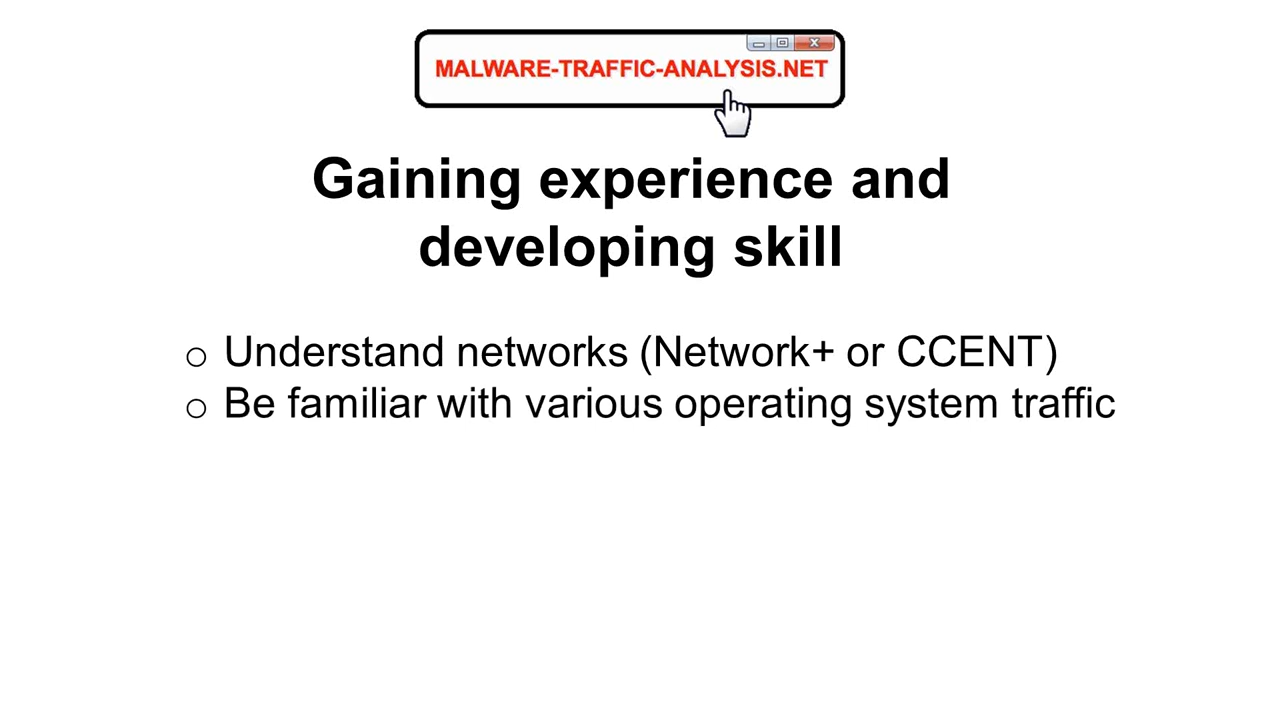 MALWARE-TRAFFIC-ANALYSIS.NET
Gaining experience and
developing skill
o Understand networks (Network+ or CCENT)
o Be familiar with various operating system traffic